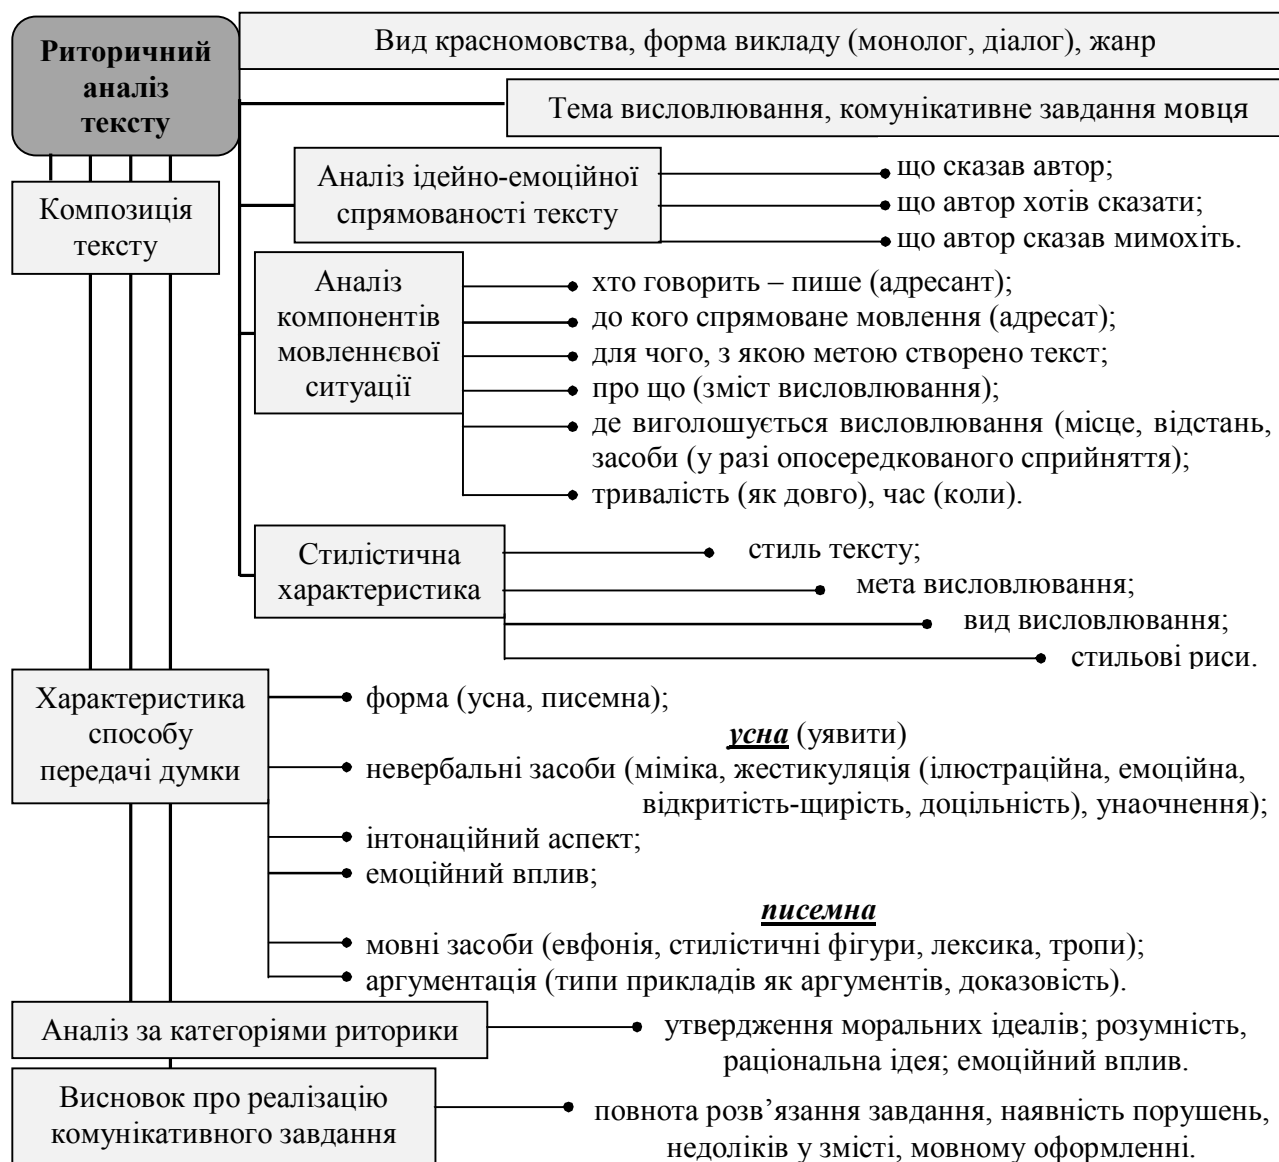 Риторичний
аналіз
тексту
Вид красномовства, форма викладу (монолог, діалог), жанр
Тема висловлювання, комунікативне завдання мовця
Композиція
тексту
Аналіз ідейно-емоційної
спрямованості тексту
що сказав автор;
що автор хотів сказати;
що автор сказав мимохіть.
Аналіз
компонентів
мовленнєвої
ситуації
хто говорить – пише (адресант);
до кого спрямоване мовлення (адресат);
для чого, з якою метою створено текст;
про що (зміст висловлювання);
де виголошується висловлювання (місце, відстань,
засоби (у разі опосередкованого сприйняття);
тривалість (як довго), час (коли).
Стилістична
характеристика
стиль тексту;
мета висловлювання;
вид висловлювання;
стильові риси.
Характеристика
способу
передачі думки
форма (усна, писемна);
усна (уявити)
невербальні засоби (міміка, жестикуляція (ілюстраційна, емоційна,
відкритість-щирість, доцільність), унаочнення);
інтонаційний аспект;
емоційний вплив;
писемна
мовні засоби (евфонія, стилістичні фігури, лексика, тропи);
аргументація (типи прикладів як аргументів, доказовість).
Аналіз за категоріями риторики
утвердження моральних ідеалів; розумність,
раціональна ідея; емоційний вплив.
Висновок про реалізацію
комунікативного завдання
повнота розв’язання завдання, наявність порушень,
недоліків у змісті, мовному оформленні.